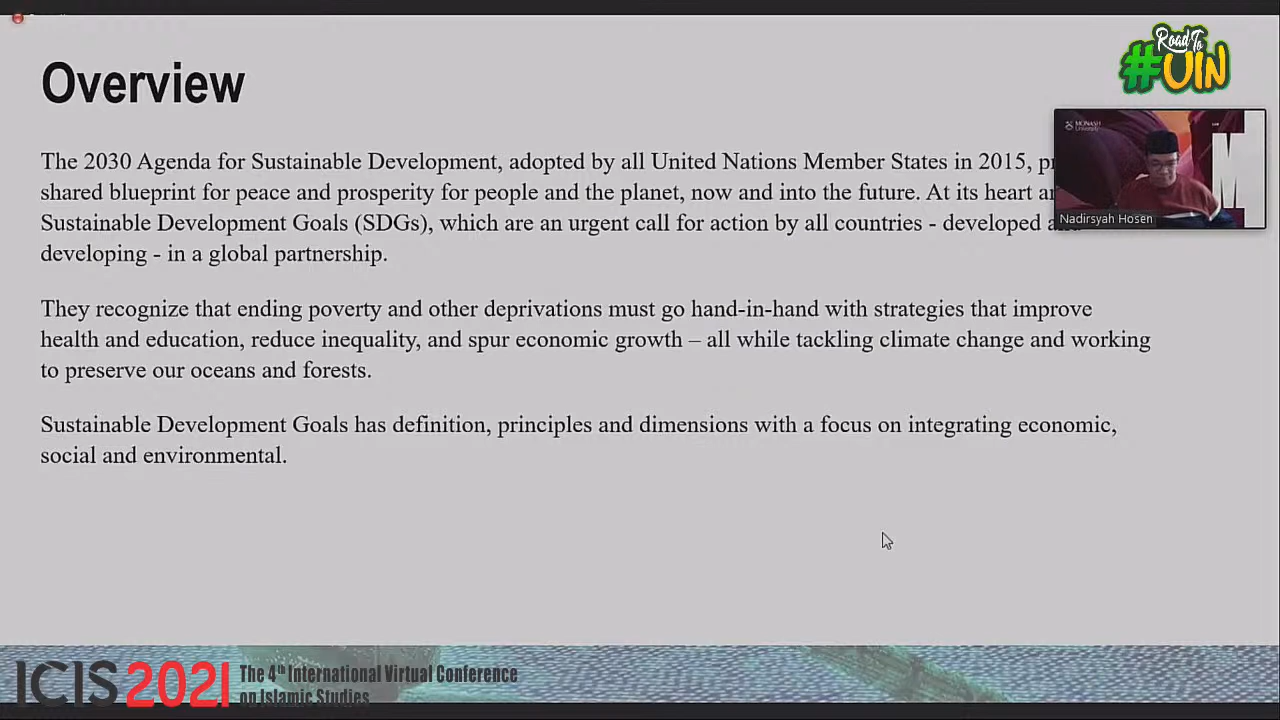 Road To
#UIN
Overview
MONASH
University
Nadirsyah Hosen
The 2030 Agenda for Sustainable Development, adopted by all United Nations Member States in 2015,
shared blueprint for peace and prosperity for people and the planet, now and into the future. At its heart
Sustainable Development Goals (SDGs), which are an urgent call for action by all countries - developed
developing - in a global partnership.
They recognize that ending poverty and other deprivations must go hand-in-hand with strategies that improve
health and education, reduce inequality, and spur economic growth – all while tackling climate change and working
to preserve our oceans and forests.
Sustainable Development Goals has definition, principles and dimensions with a focus on integrating economic,
social and environmental.
ICIS 2021
The 4th International Virtual Conference
on Islamic Studies